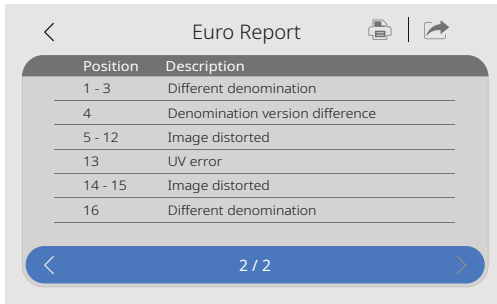 Euro Report
Position Description
1 - 3 Different denomination
4 Denomination version difference
5 - 12 Image distorted
13 UV error
14 - 15 Image distorted
16 Different denomination
2 / 2